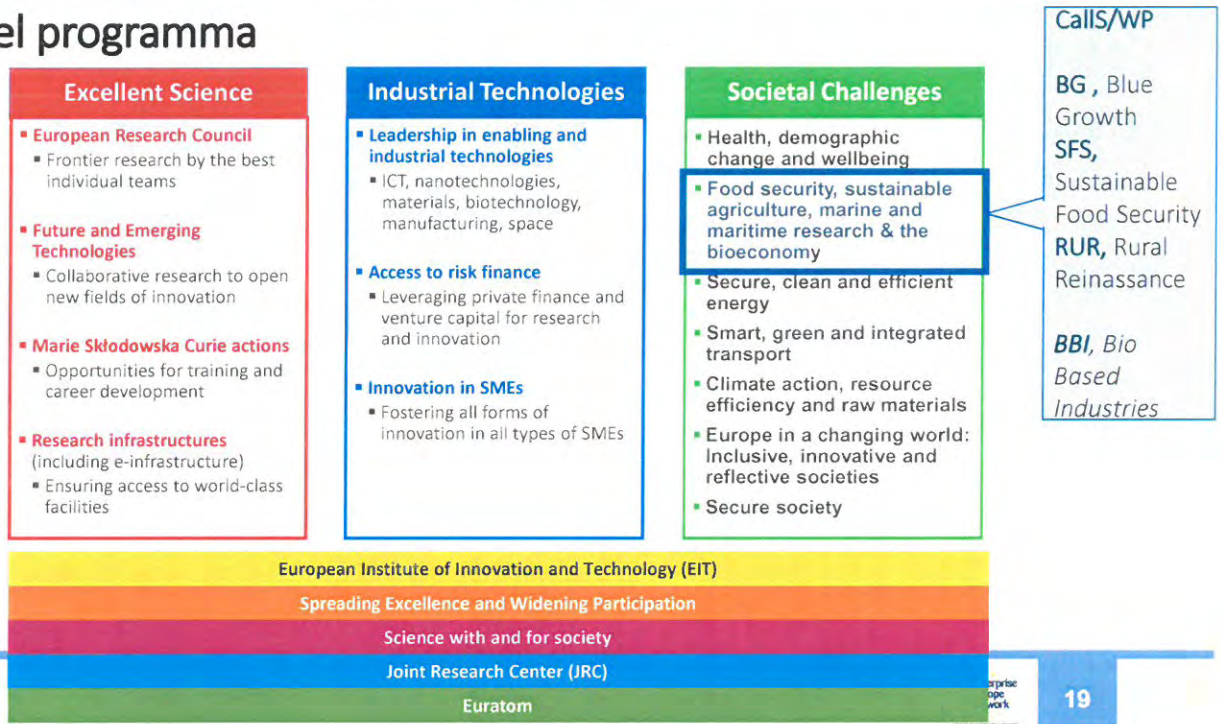 el programma
Excellent Science
▪ European Research Council
▪ Frontier research by the best
individual teams
▪ Future and Emerging
Technologies
▪ Collaborative research to open
new fields of innovation
▪ Marie Skłodowska Curie actions
▪ Opportunities for training and
career development
▪ Research infrastructures
(including e-infrastructure)
▪ Ensuring access to world-class
facilities
Industrial Technologies
▪ Leadership in enabling and
industrial technologies
▪ ICT, nanotechnologies,
materials, biotechnology,
manufacturing, space
▪ Access to risk finance
▪ Leveraging private finance and
venture capital for research
and innovation
▪ Innovation in SMEs
▪ Fostering all forms of
innovation in all types of SMEs
Societal Challenges
▪ Health, demographic
change and wellbeing
▪ Food security, sustainable
agriculture, marine and
maritime research & the
bioeconomy
▪ Secure, clean and efficient
energy
▪ Smart, green and integrated
transport
▪ Climate action, resource
efficiency and raw materials
▪ Europe in a changing world:
Inclusive, innovative and
reflective societies
▪ Secure society
CallS/WP
BG , Blue
Growth
SFS,
Sustainable
Food Security
RUR, Rural
Reinassance
BBI, Bio
Based
Industries
European Institute of Innovation and Technology (EIT)
Spreading Excellence and Widening Participation
Science with and for society
Joint Research Center (JRC)
Euratom
erprise
ope
work
19